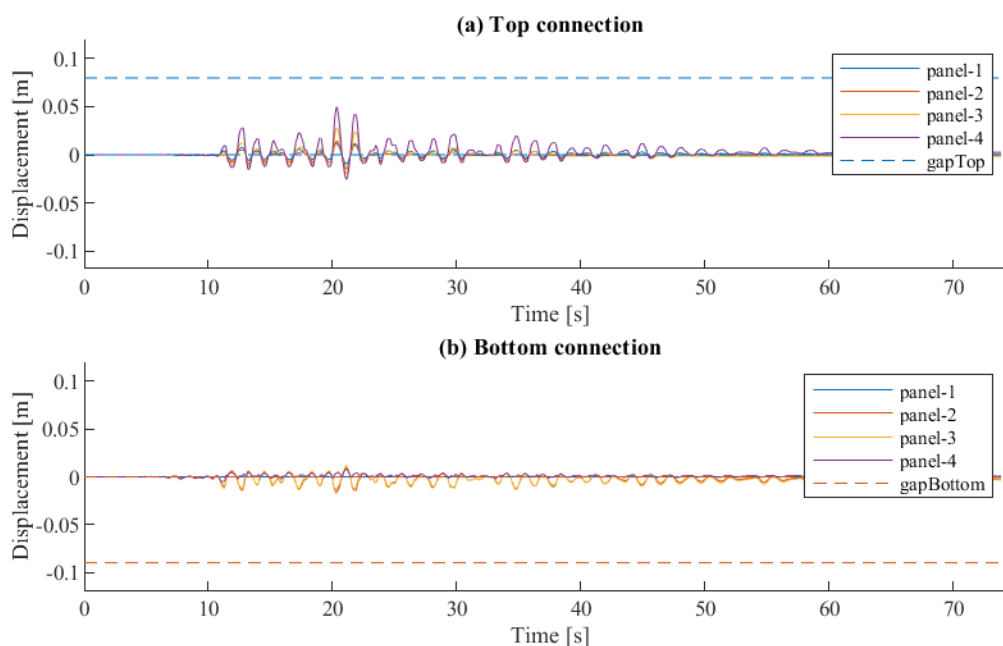 (a) Top connection
Displacement [m]
0.1
0.05
0
-0.05
-0.1
panel-1
panel-2
panel-3
panel-4
gapTop
0 10 20 30 40 50 60 70
Time [s]
(b) Bottom connection
Displacement [m]
0.1
0.05
0
-0.05
-0.1
panel-1
panel-2
panel-3
panel-4
gapBottom
0 10 20 30 40 50 60 70
Time [s]